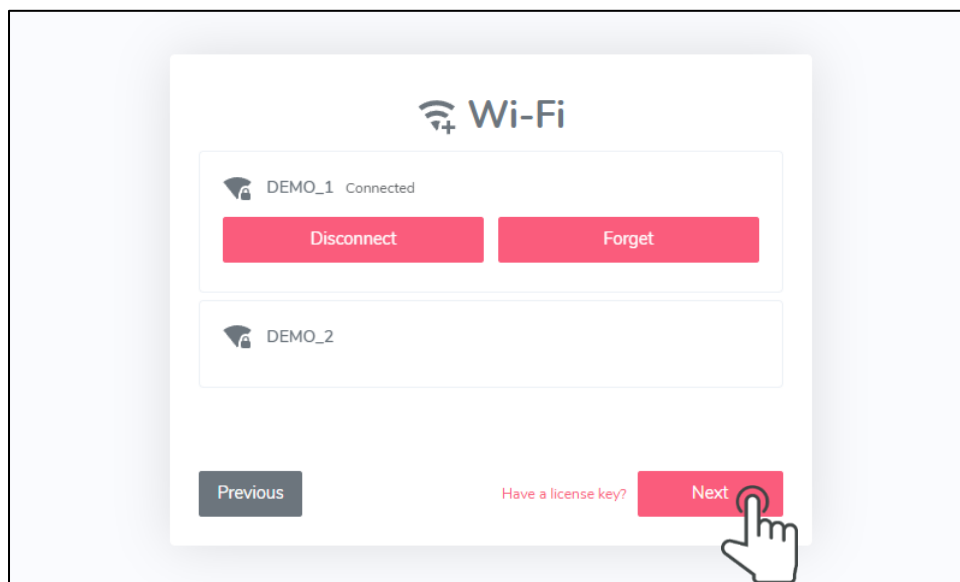 Wi-Fi
DEMO_1 Connected
Disconnect Forget
DEMO_2
Previous Have a license key? Next